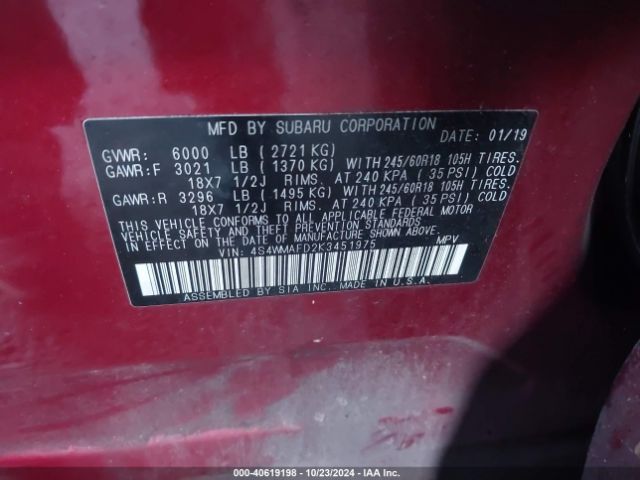 MFD BY SUBARU CORPORATION
DATE: 01/19
GVWR: 6000 LB ( 2721 KG)
GAWR:F 3021 LB ( 1370 KG) WITH 245/60R18 105H TIRES.
18X7 1/2J RIMS. AT 240 KPA ( 35 PSI) COLD
GAWR:R 3296 LB ( 1495 KG) WITH 245/60R18 105H TIRES.
18X7 1/2J RIMS. AT 240 KPA ( 35 PSI) COLD
THIS VEHICLE CONFORMS TO ALL APPLICABLE FEDERAL MOTOR
VEHICLE SAFETY AND THEFT PREVENTION STANDARDS IN EFFECT
ON THE DATE OF MANUFACTURE SHOWN ABOVE.
VIN: 4S4WMAFD2K3451975 MPV
ASSEMBLED BY SIA INC. MADE IN U.S.A.
000-40619198 - 10/23/2024 - IAA Inc.